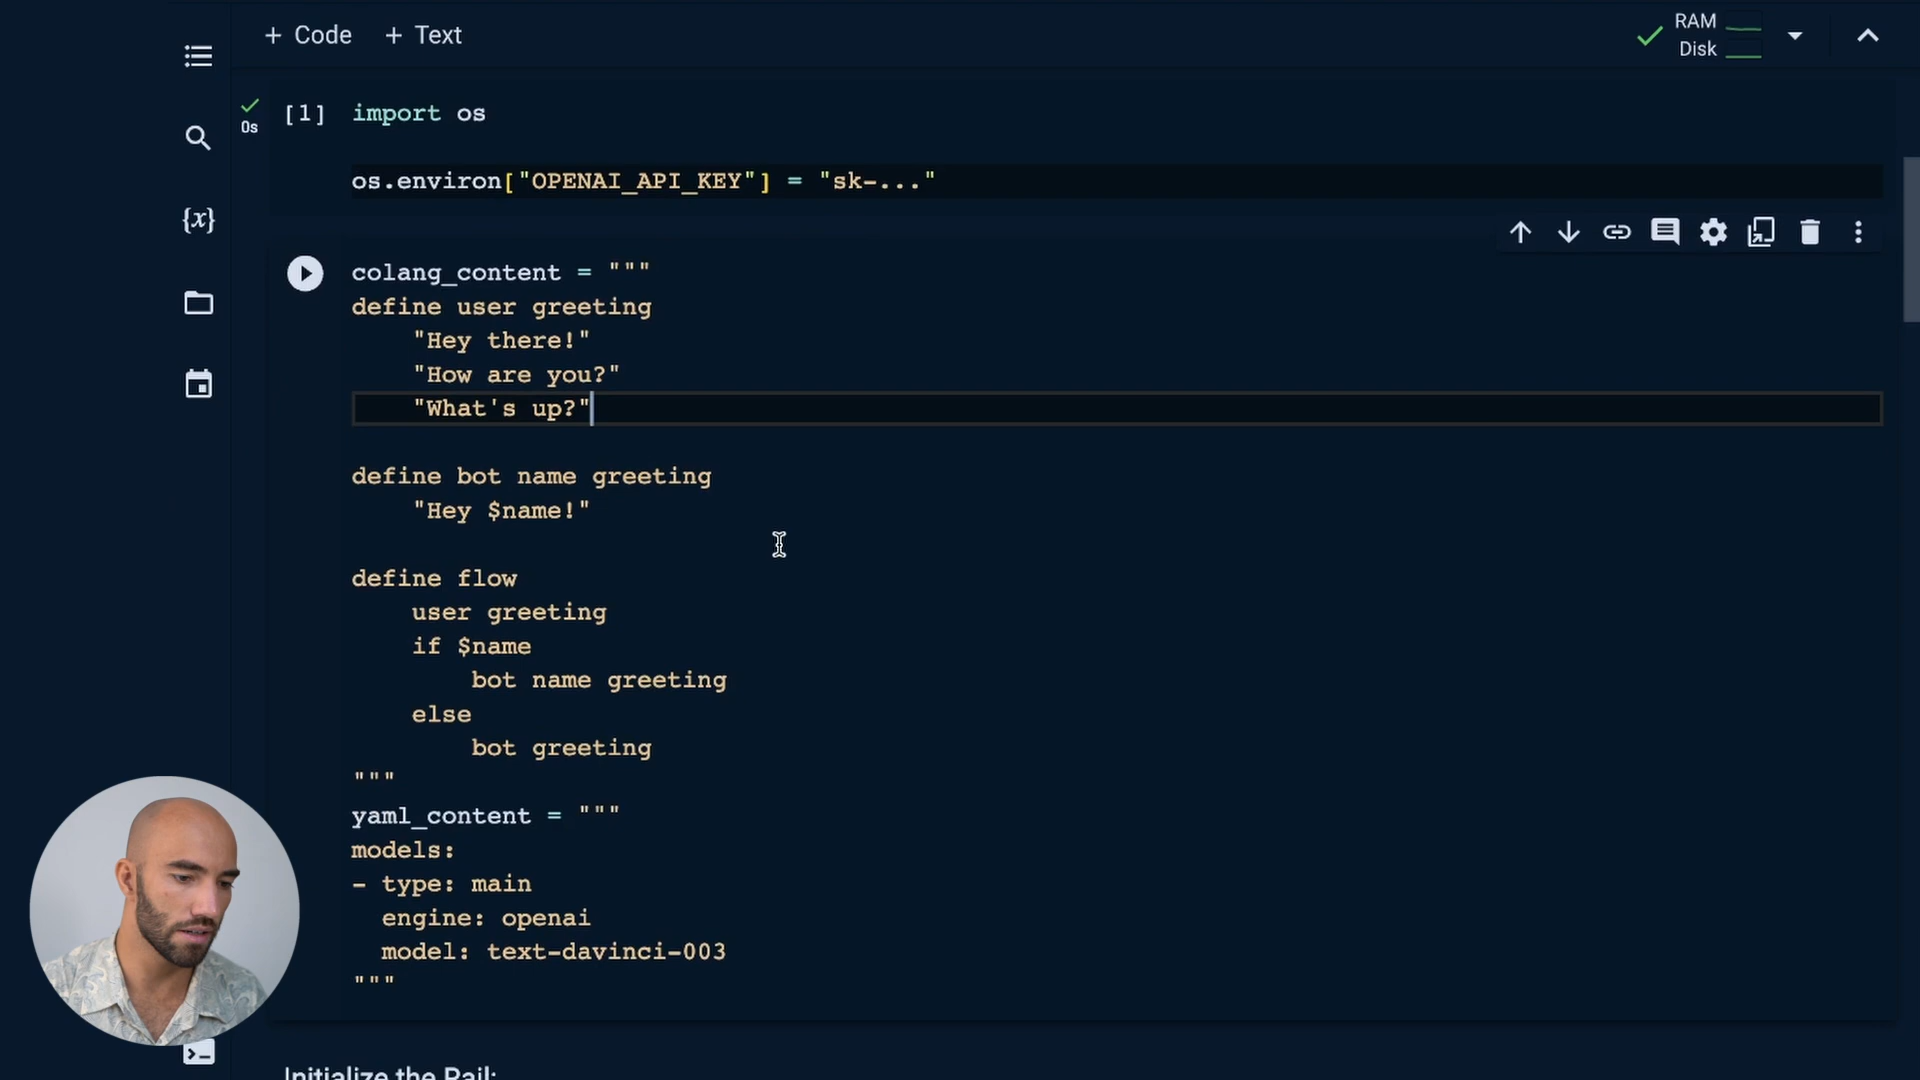 + Code + Text
RAM
Disk
0s
[1] import os
os.environ["OPENAI_API_KEY"] = "sk-..."
{x}
colang_content = """
define user greeting
    "Hey there!"
    "How are you?"
    "What's up?"
define bot name greeting
    "Hey $name!"
define flow
    user greeting
    if $name
        bot name greeting
    else
        bot greeting
"""
yaml_content = """
models:
- type: main
  engine: openai
  model: text-davinci-003
"""
Initialize the Rail: